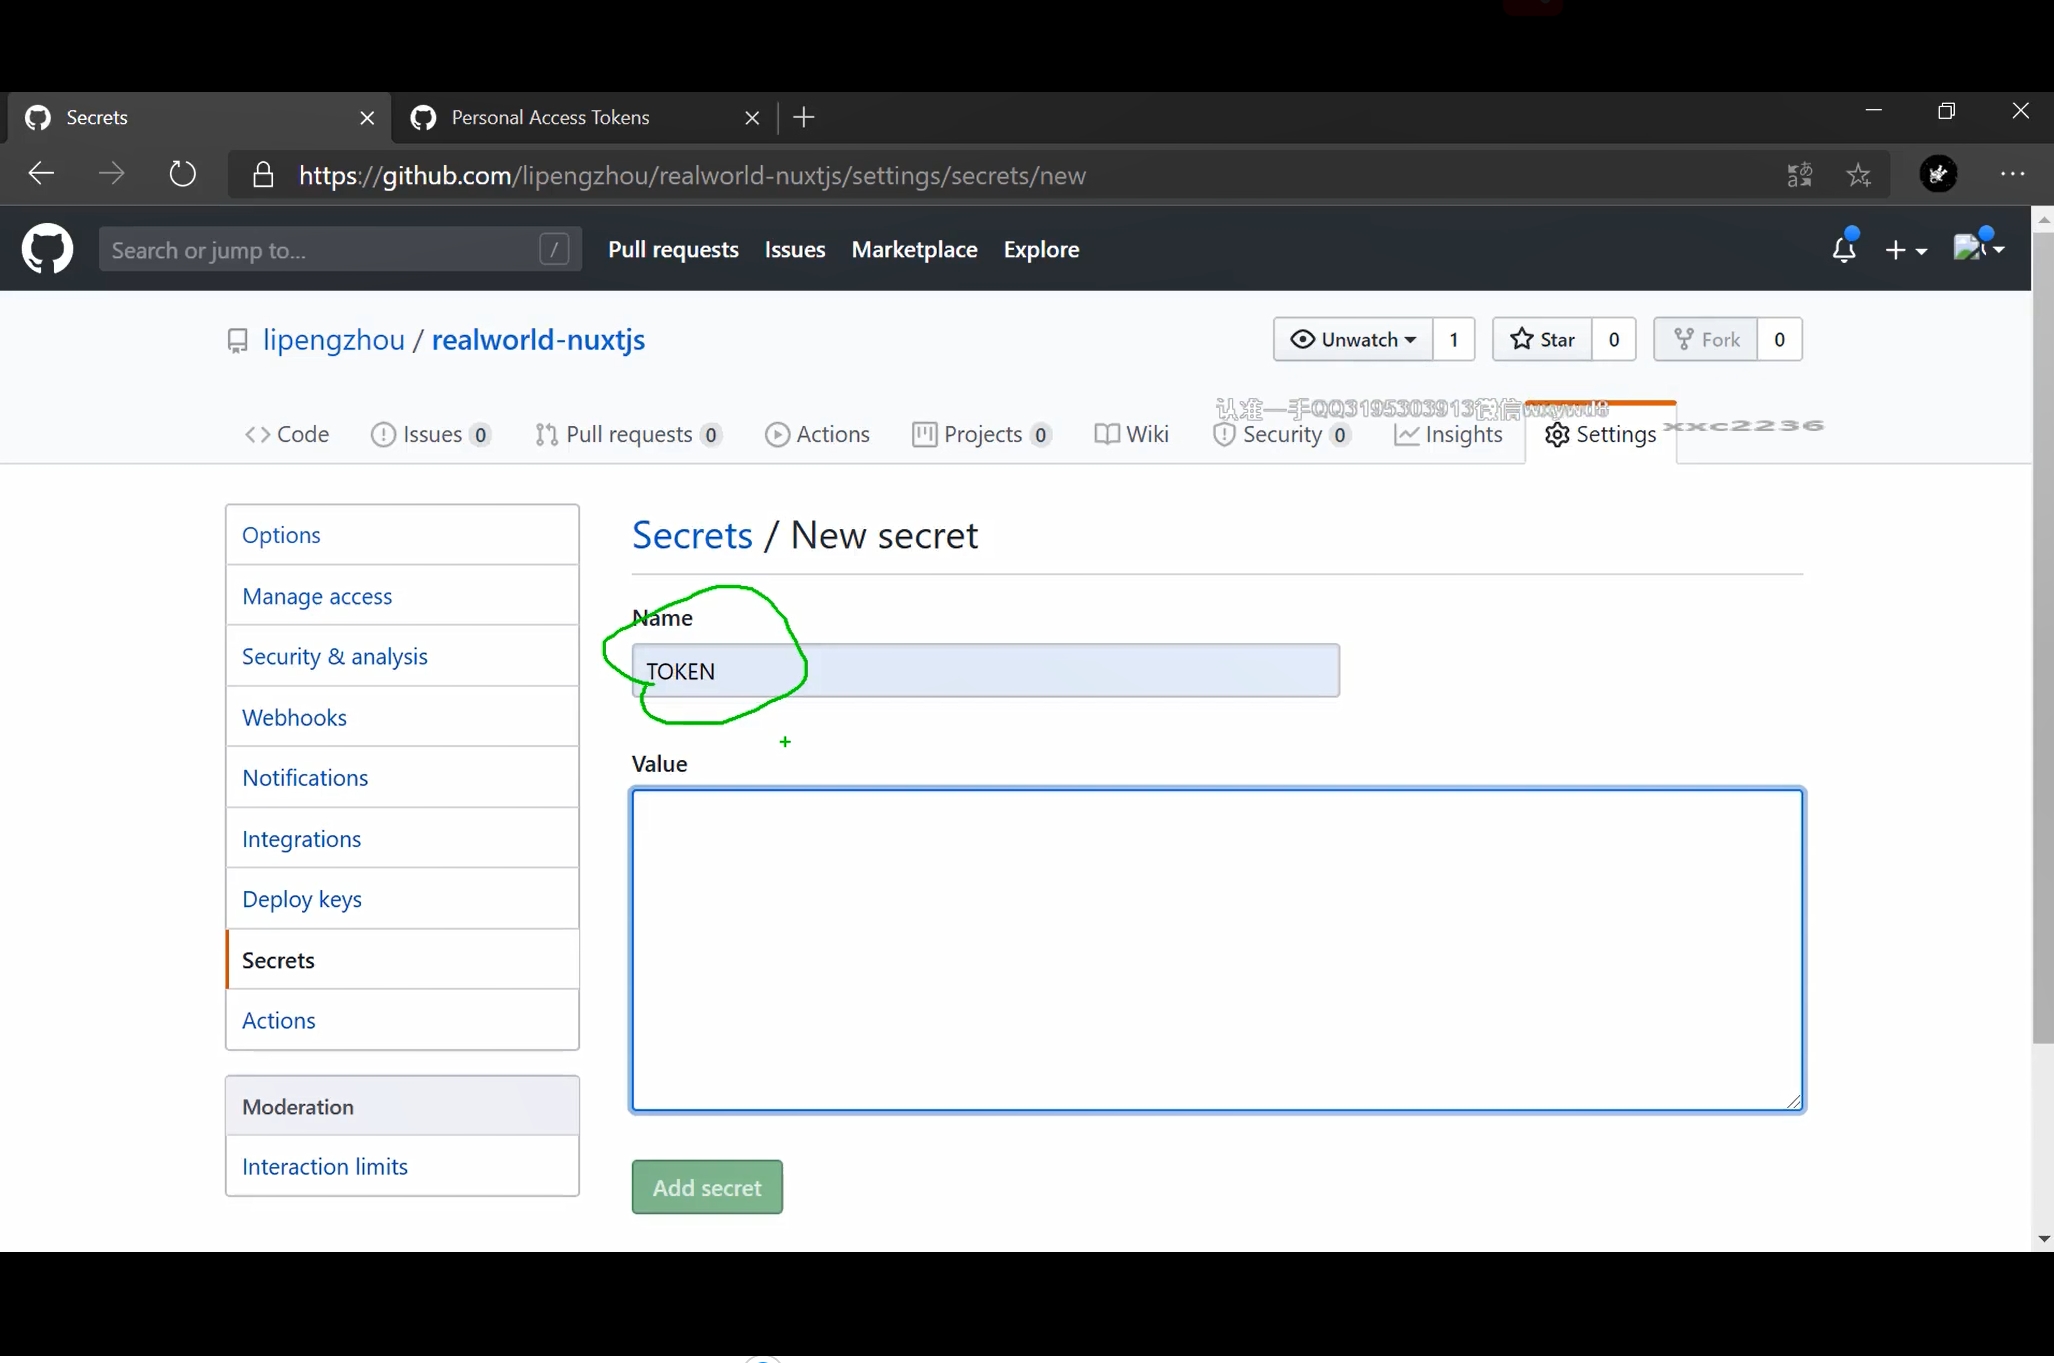 Secrets
Personal Access Tokens
https://github.com/lipengzhou/realworld-nuxtjs/settings/secrets/new
Search or jump to... /
Pull requests Issues Marketplace Explore
lipengzhou / realworld-nuxtjs
Unwatch 1 Star 0 Fork 0
认准一手QQ3195303913微信wxywd8
xxc2236
Code Issues 0 Pull requests 0 Actions Projects 0 Wiki Security 0 Insights Settings
Options
Manage access
Security & analysis
Webhooks
Notifications
Integrations
Deploy keys
Secrets
Actions
Moderation
Interaction limits
Secrets / New secret
Name
TOKEN
Value
Add secret